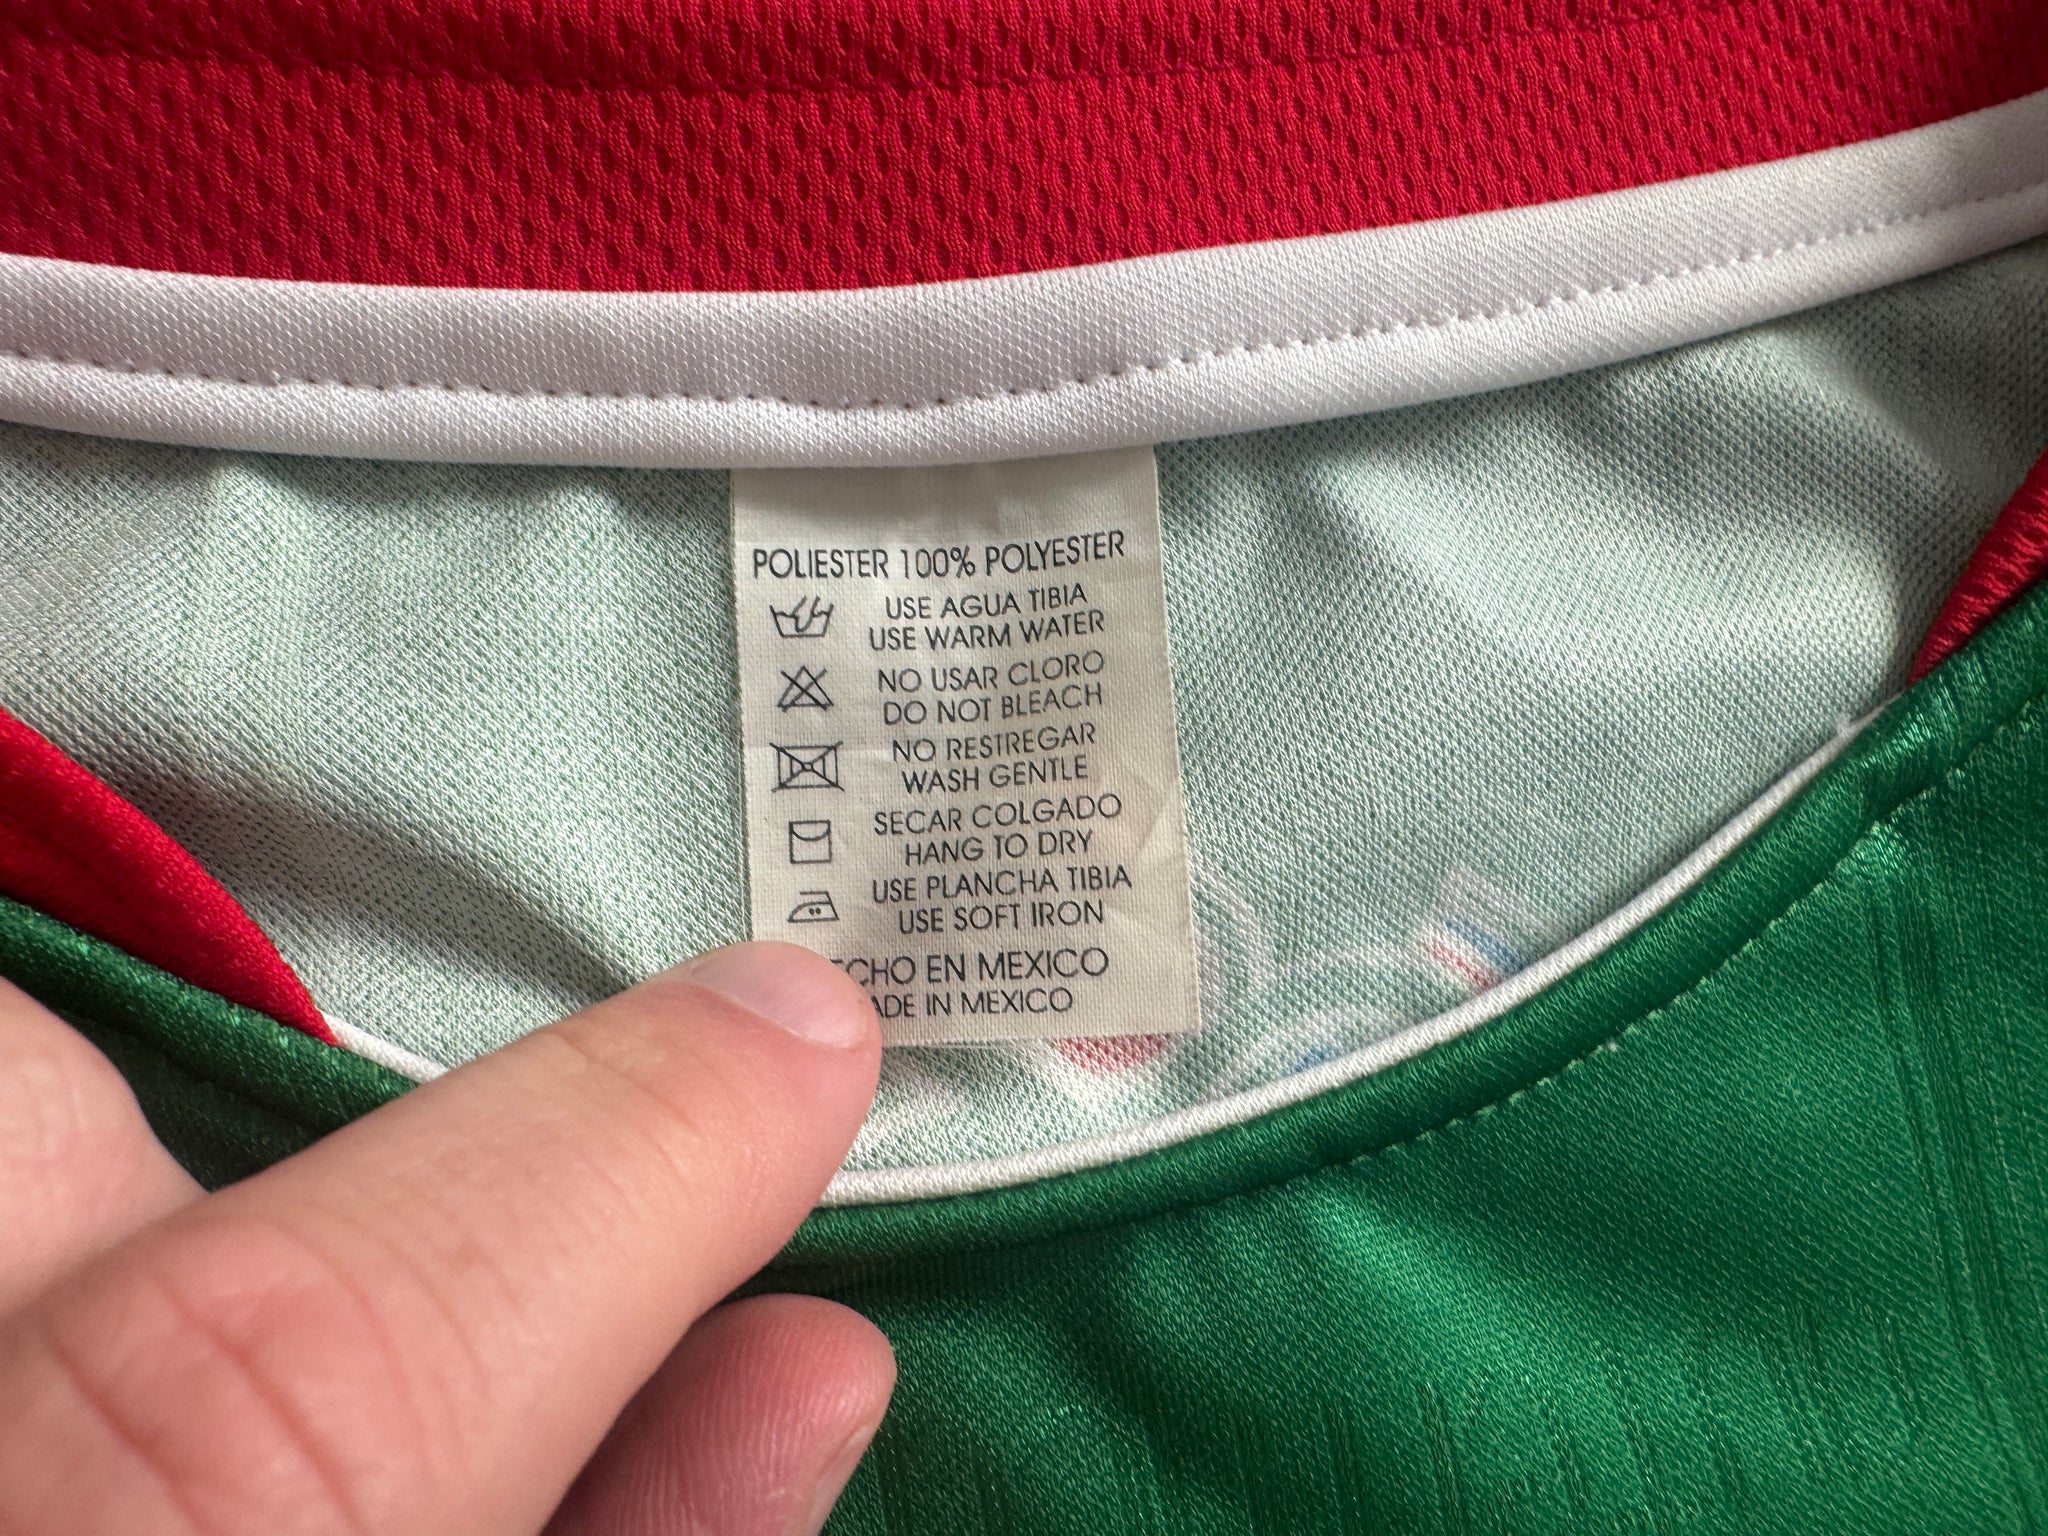 POLIESTER 100% POLYESTER
USE AGUA TIBIA
USE WARM WATER
NO USAR CLORO
DO NOT BLEACH
NO RESTREGAR
WASH GENTLE
SECAR COLGADO
HANG TO DRY
USE PLANCHA TIBIA
USE SOFT IRON
ECHO EN MEXICO
ADE IN MEXICO